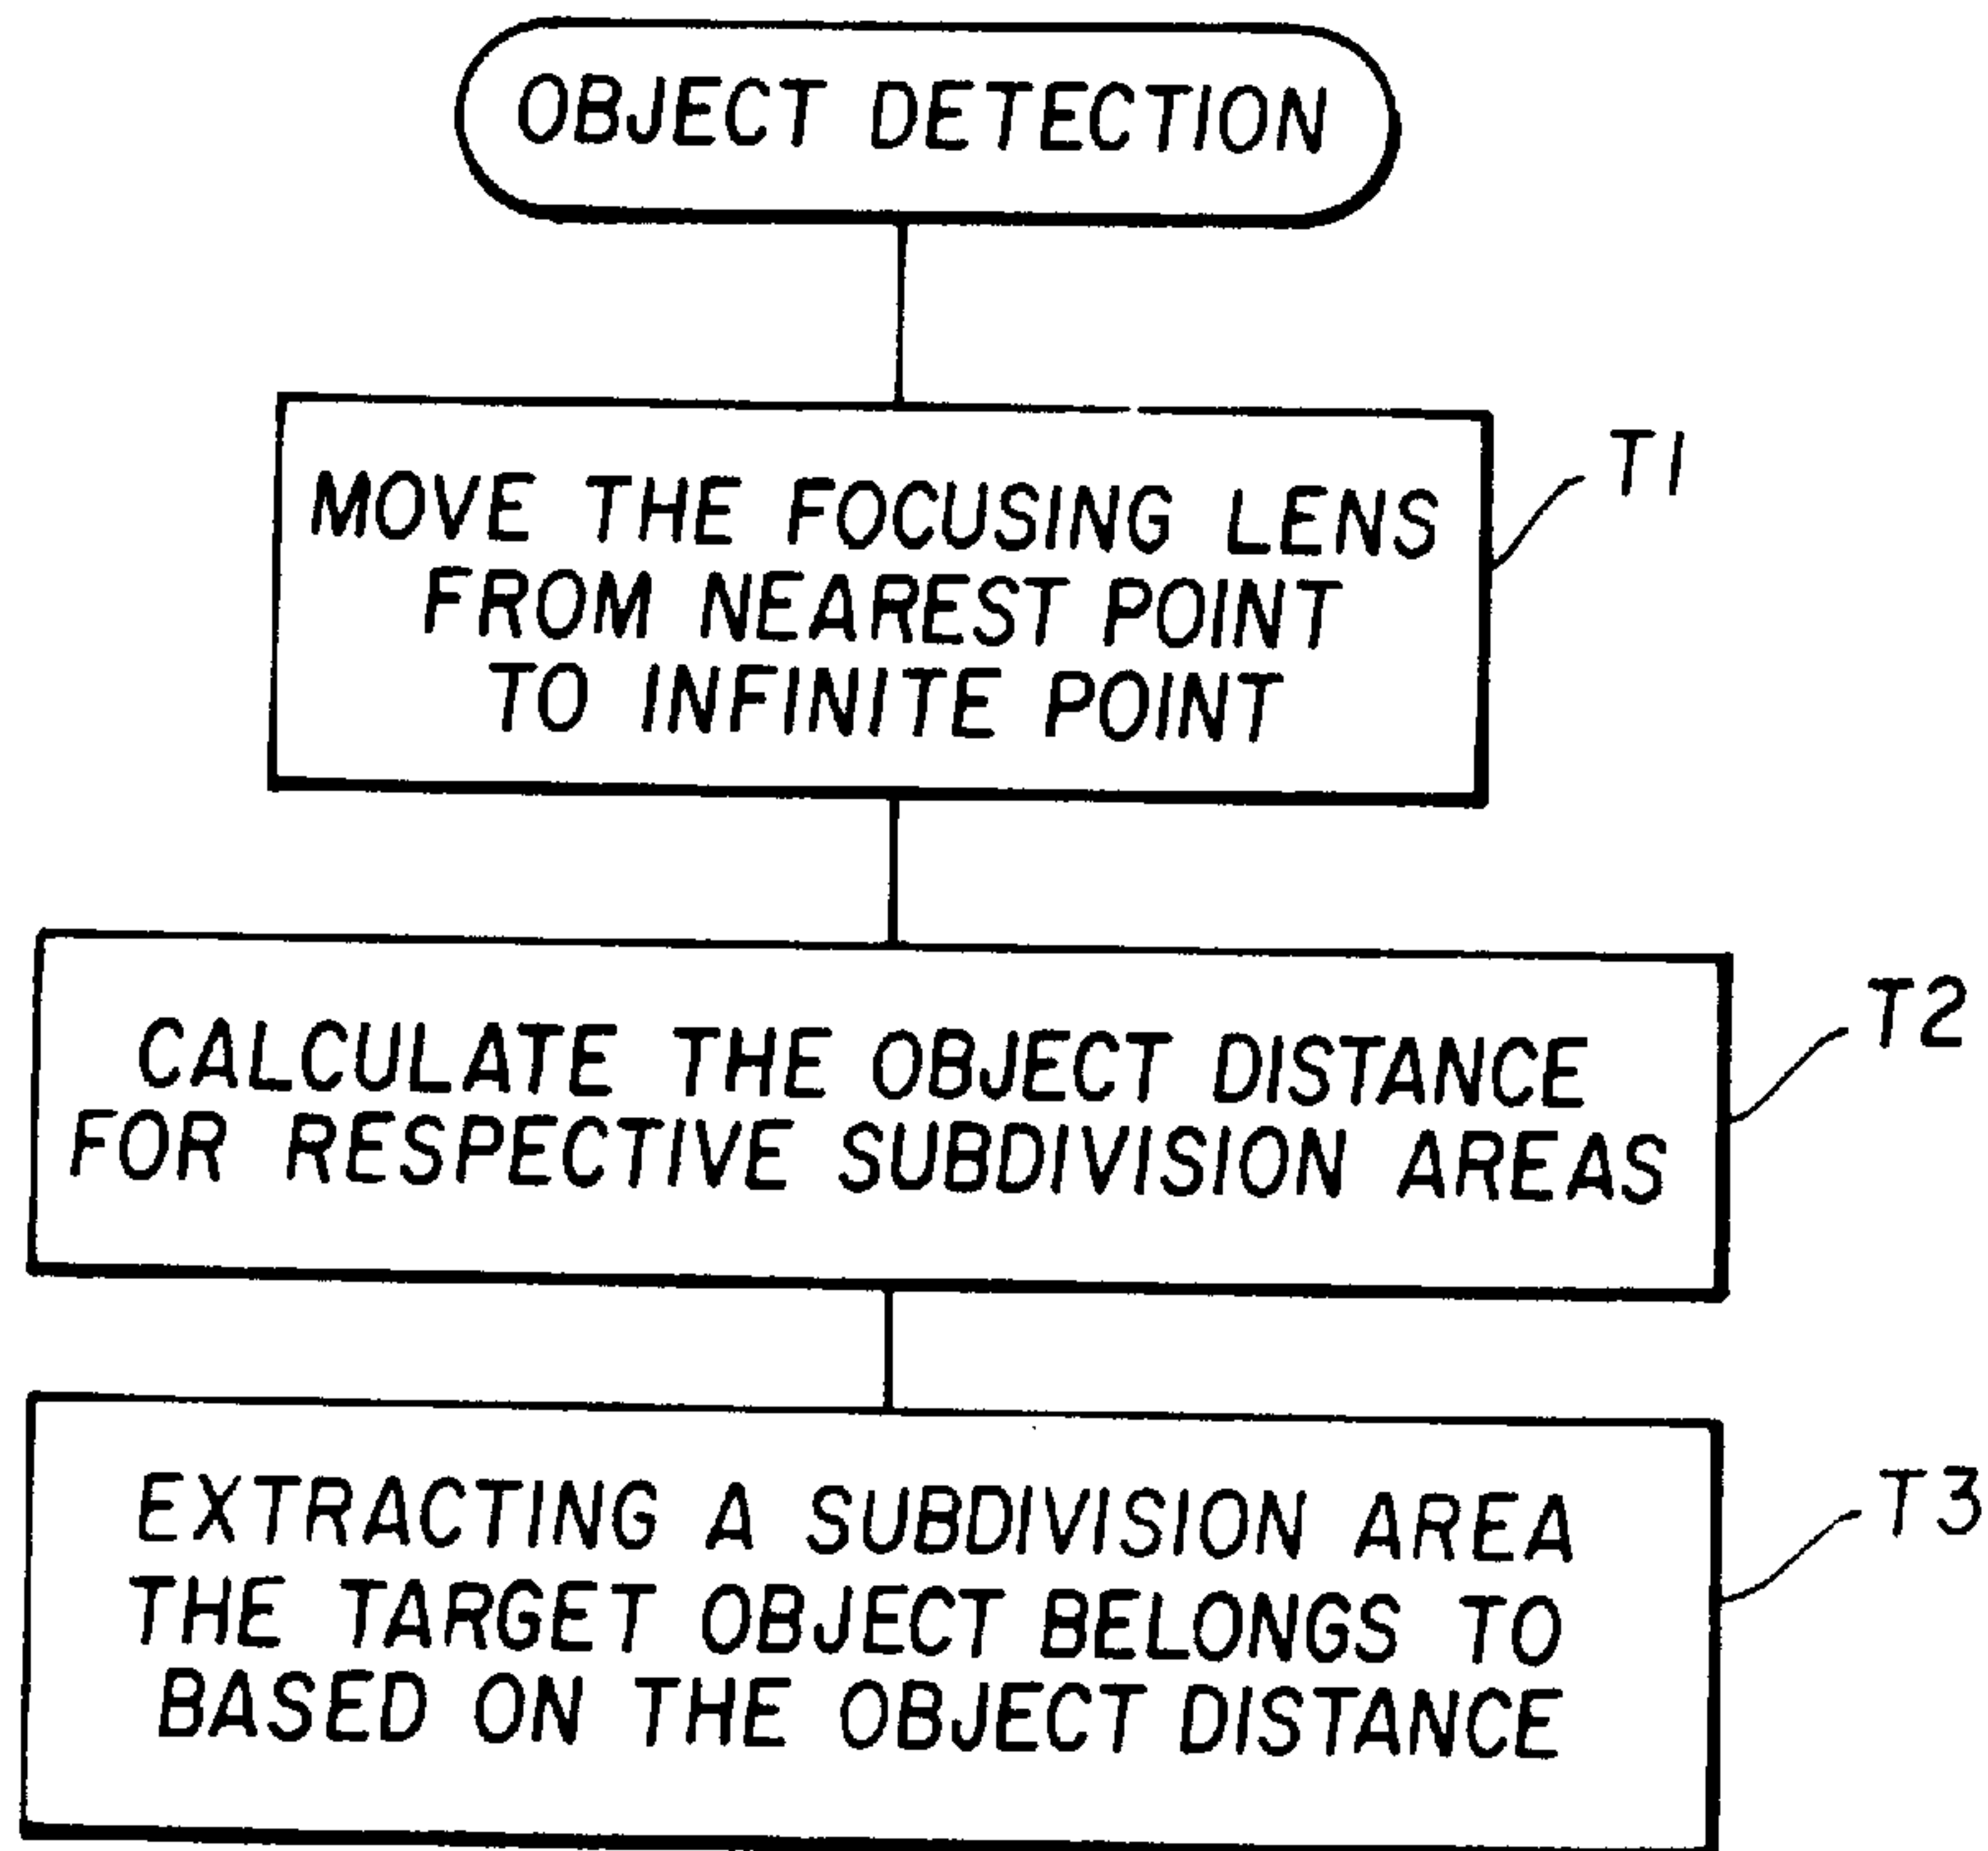 OBJECT DETECTION
MOVE THE FOCUSING LENS
FROM NEAREST POINT
TO INFINITE POINT
T1
CALCULATE THE OBJECT DISTANCE
FOR RESPECTIVE SUBDIVISION AREAS
T2
EXTRACTING A SUBDIVISION AREA
THE TARGET OBJECT BELONGS TO
BASED ON THE OBJECT DISTANCE
T3